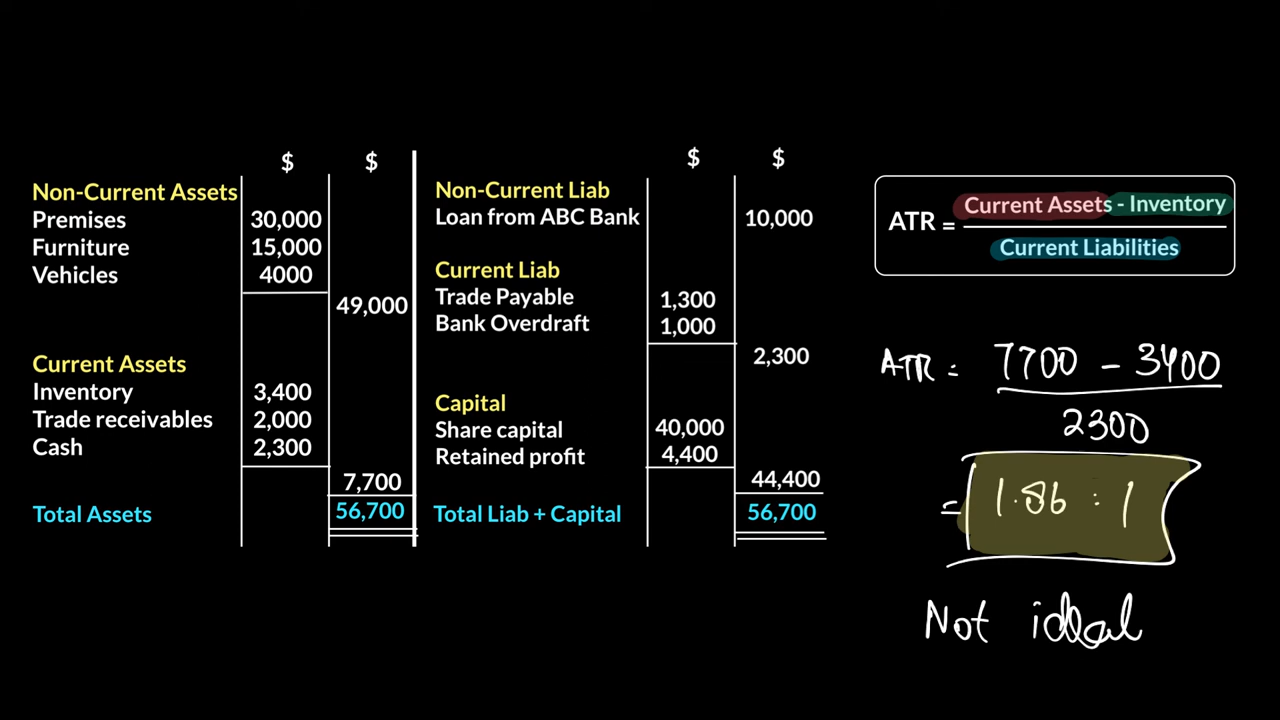 $ $
Non-Current Assets
Premises 30,000
Furniture 15,000
Vehicles 4000
49,000
Current Assets
Inventory 3,400
Trade receivables 2,000
Cash 2,300
7,700
Total Assets 56,700
$ $
Non-Current Liab
Loan from ABC Bank 10,000
Current Liab
Trade Payable 1,300
Bank Overdraft 1,000
2,300
Capital
Share capital 40,000
Retained profit 4,400
44,400
Total Liab + Capital 56,700
Current Assets - Inventory
ATR =
Current Liabilities
ATR = 7700 - 3400
2300
= 1.86 : 1
Not ideal